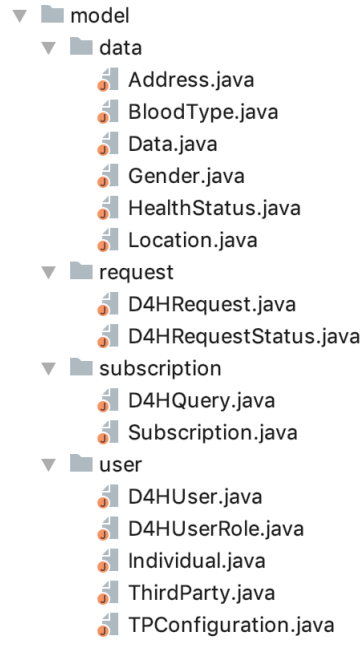 model
data
Address.java
BloodType.java
Data.java
Gender.java
HealthStatus.java
Location.java
request
D4HRequest.java
D4HRequestStatus.java
subscription
D4HQuery.java
Subscription.java
user
D4HUser.java
D4HUserRole.java
Individual.java
ThirdParty.java
TPConfiguration.java